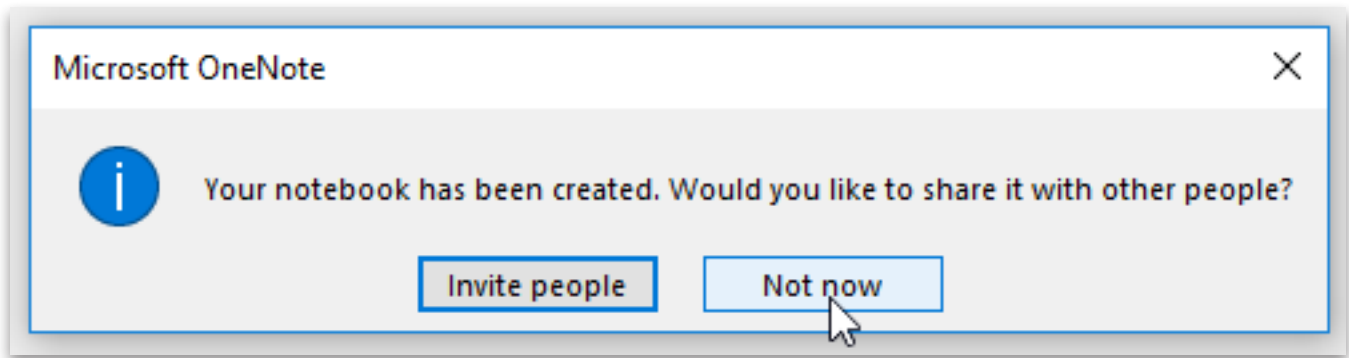 Microsoft OneNote
Your notebook has been created. Would you like to share it with other people?
Invite people
Not now